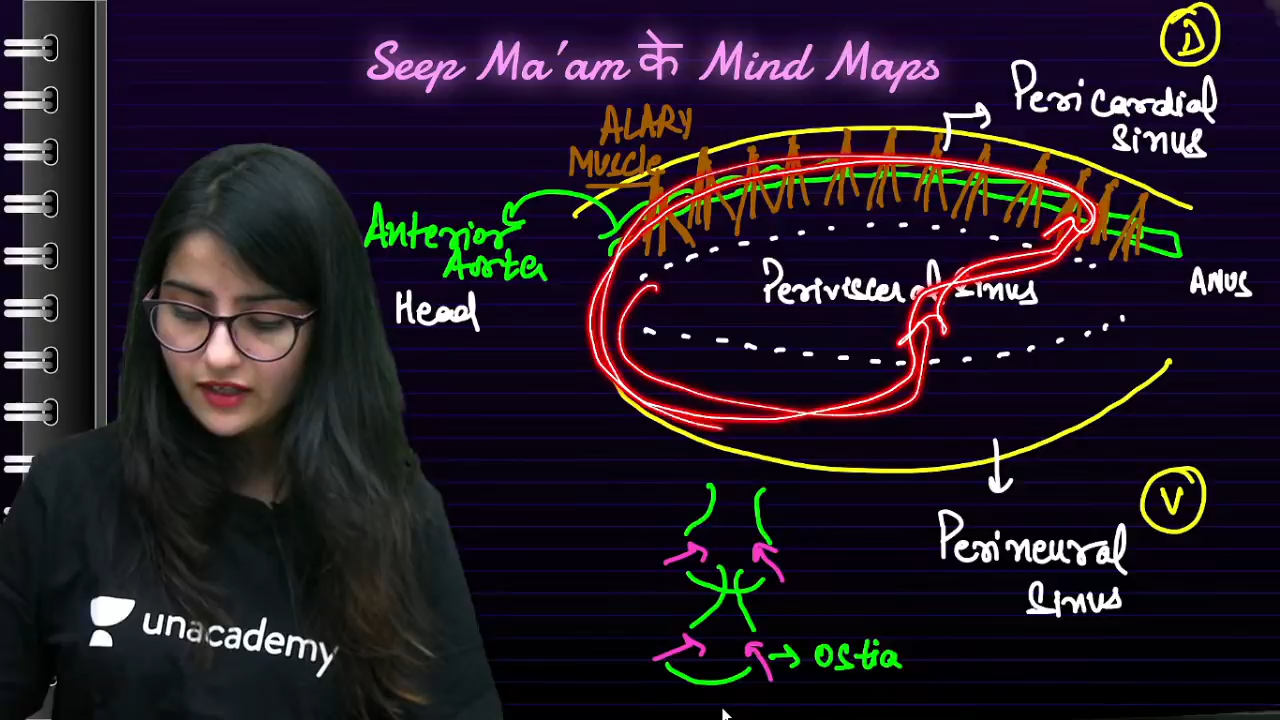 Seep Ma'am के Mind Maps
D
Pericardial
Sinus
ALARY
Muscle
Anterior
Aorta
Head
Perivisceral Sinus
ANUS
V
Perineural
Sinus
Ostia
unacademy